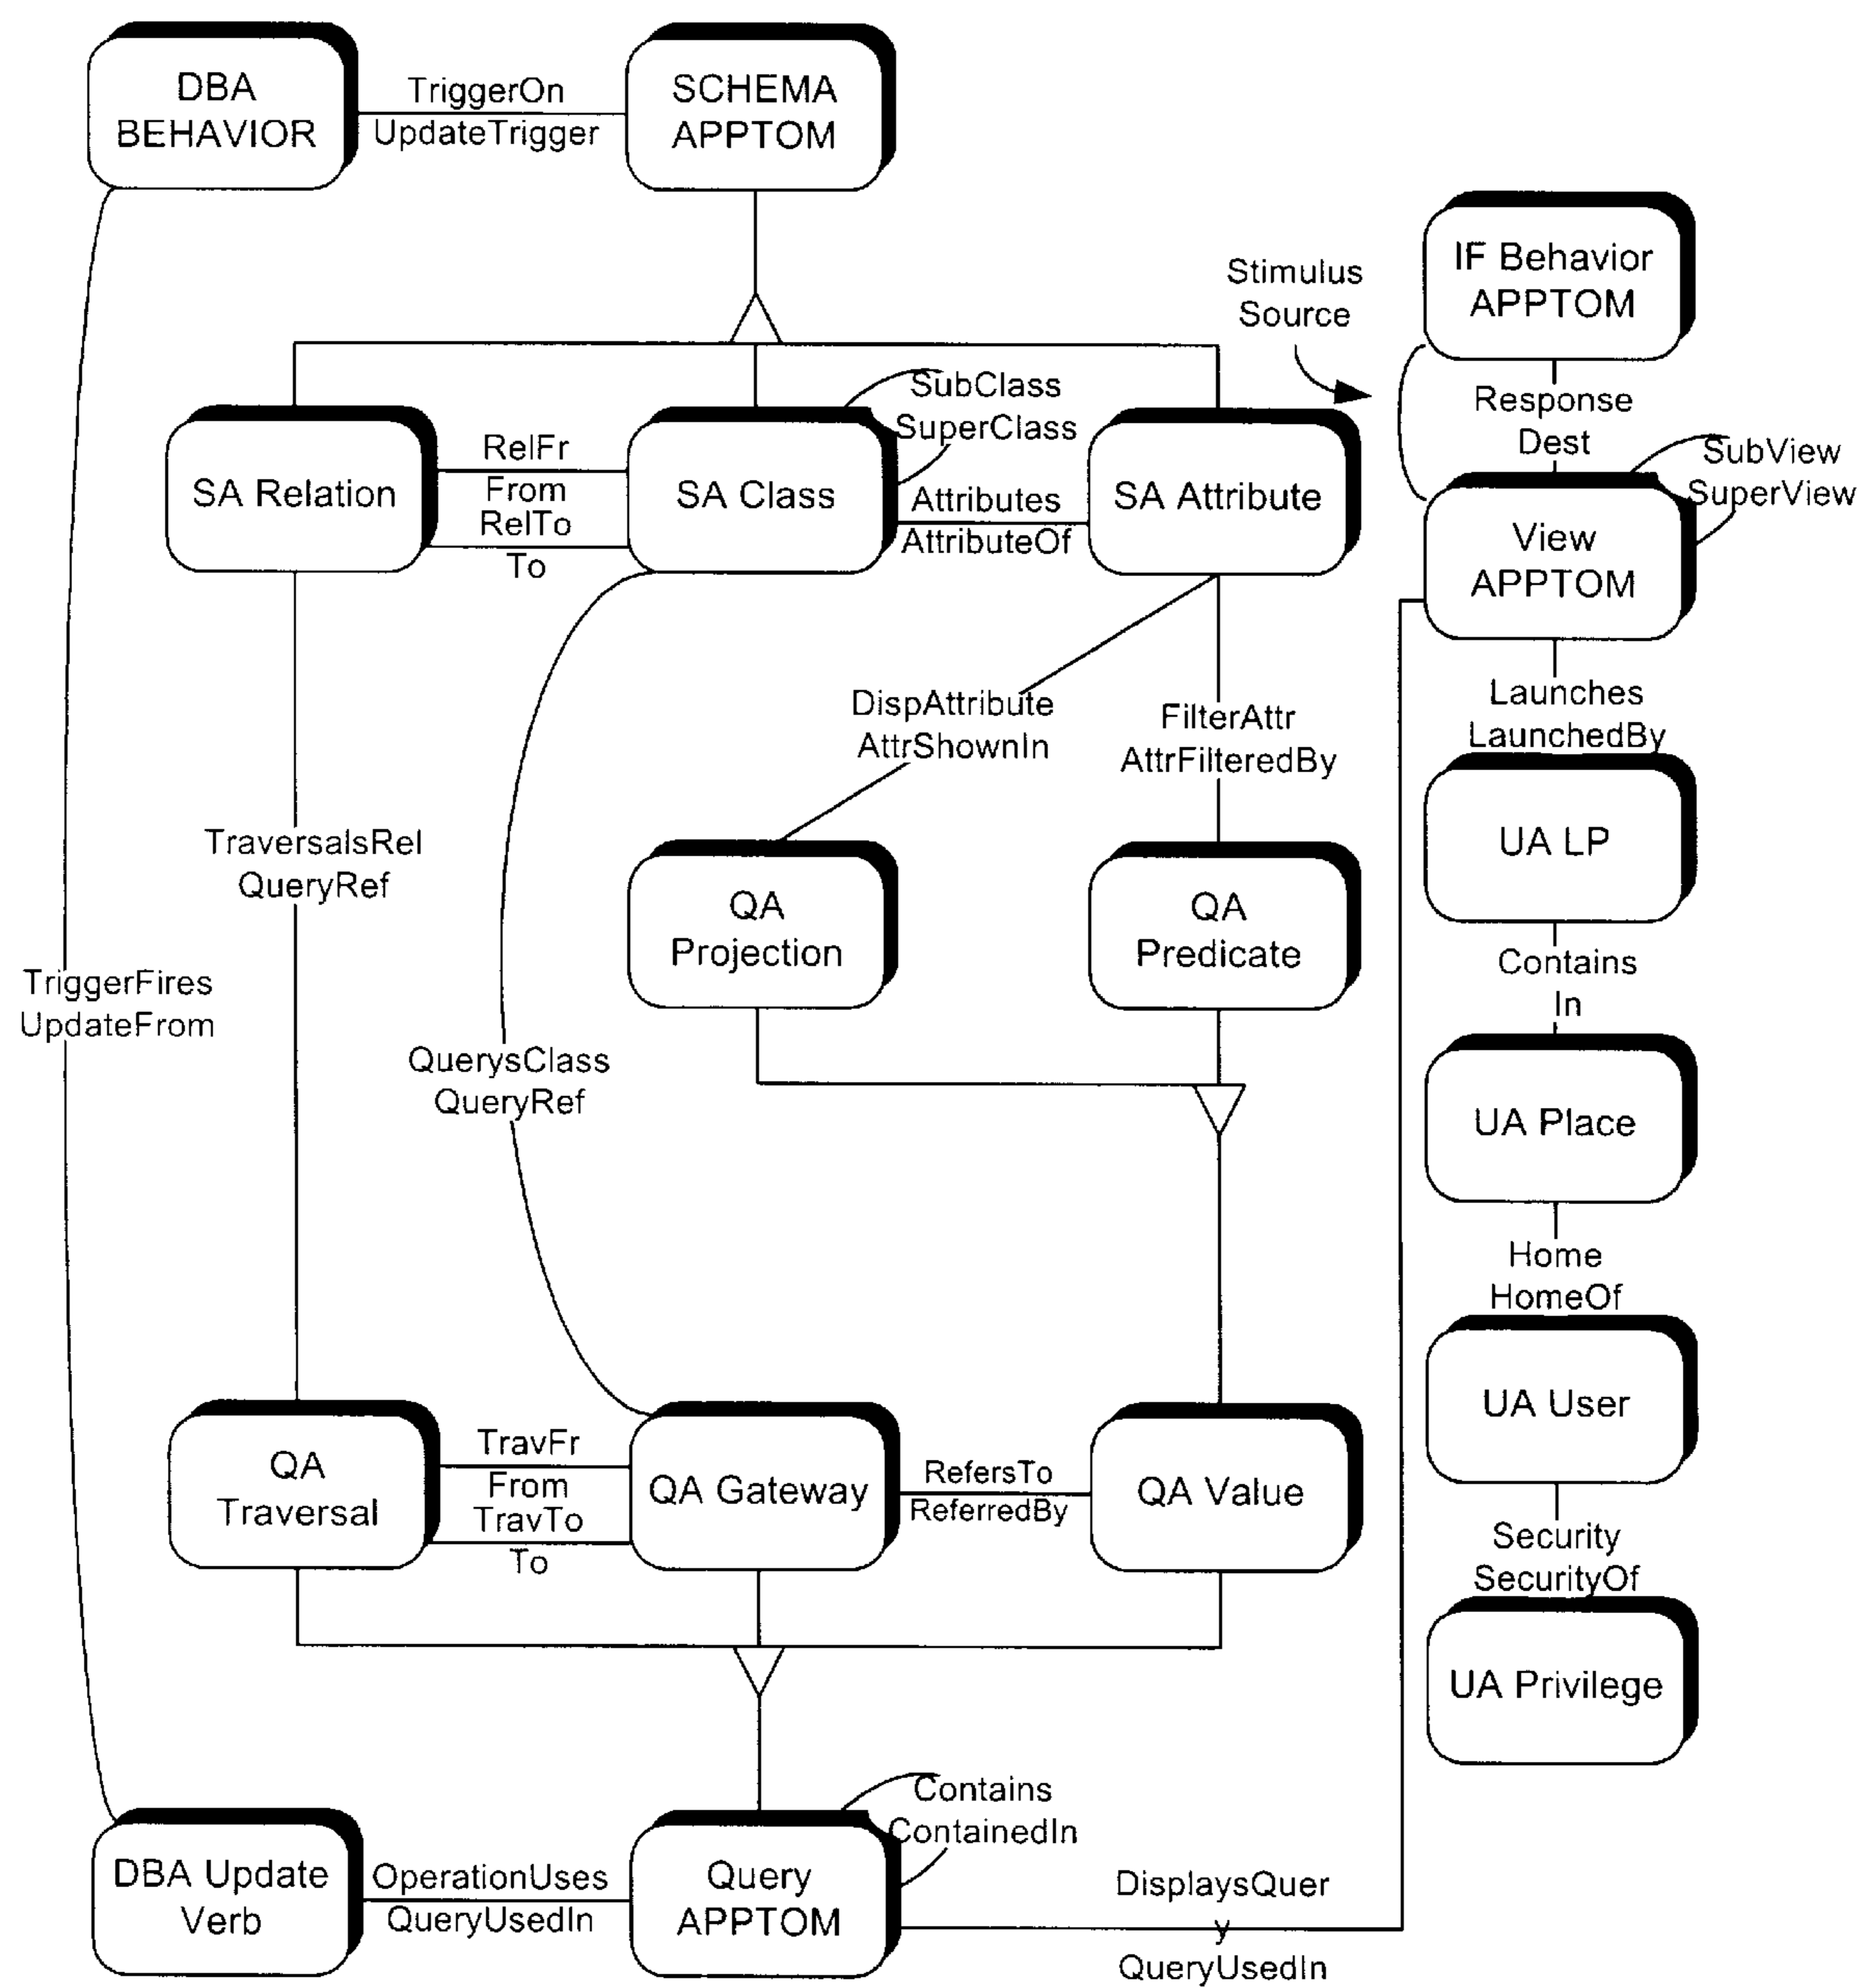 DBA
BEHAVIOR
TriggerOn
UpdateTrigger
SCHEMA
APPTOM
IF Behavior
APPTOM
Stimulus
Source
Response
Dest
SubClass
SuperClass
SubView
SuperView
SA Relation
RelFr
From
RelTo
To
SA Class
Attributes
AttributeOf
SA Attribute
View
APPTOM
DispAttribute
AttrShownIn
FilterAttr
AttrFilteredBy
Launches
LaunchedBy
UA LP
TraversalsRel
QueryRef
QA
Projection
QA
Predicate
Contains
In
TriggerFires
UpdateFrom
QuerysClass
QueryRef
UA Place
Home
HomeOf
UA User
QA
Traversal
TravFr
From
TravTo
To
QA Gateway
RefersTo
ReferredBy
QA Value
Security
SecurityOf
UA Privilege
Contains
ContainedIn
DBA Update
Verb
OperationUses
QueryUsedIn
Query
APPTOM
DisplaysQuer
y
QueryUsedIn